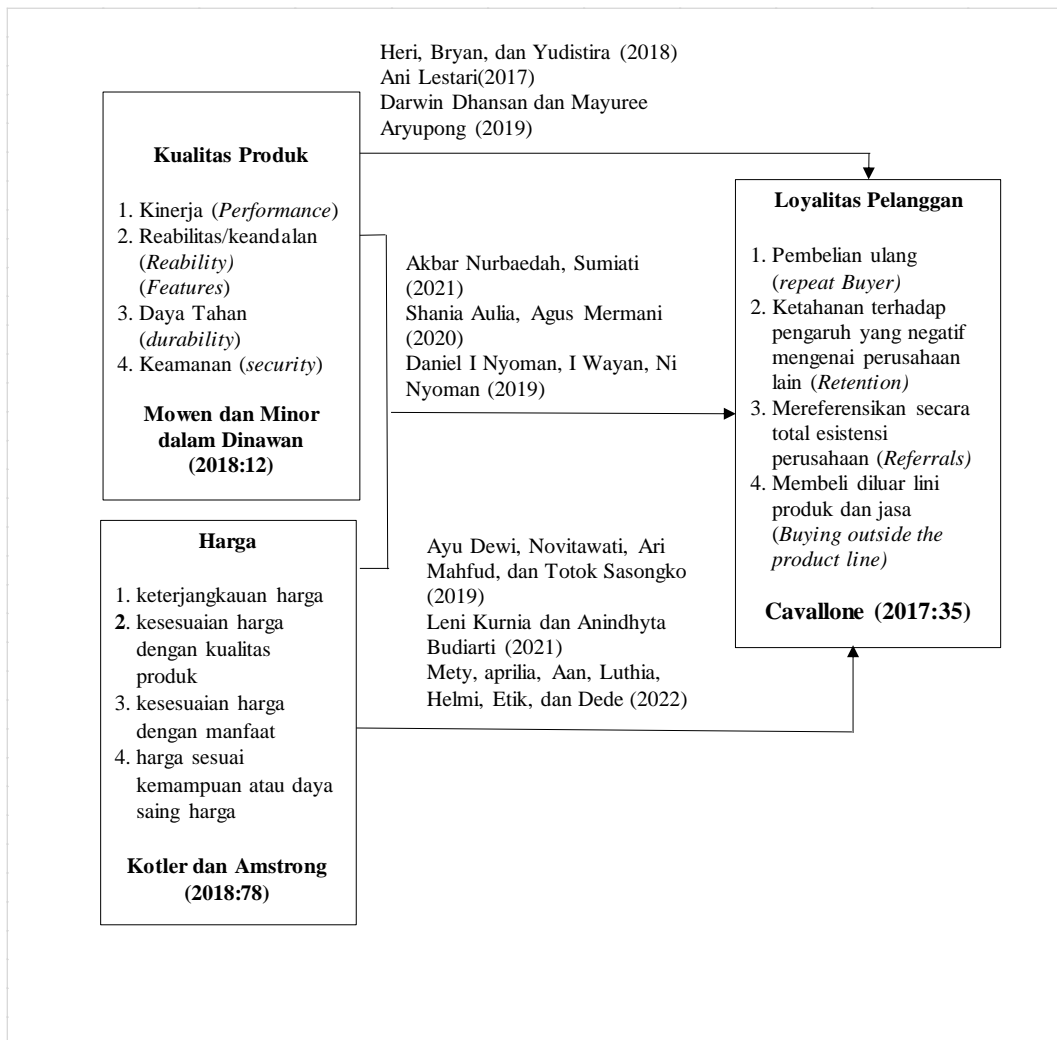 Heri, Bryan, dan Yudistira (2018)
Ani Lestari(2017)
Darwin Dhansan dan Mayuree
Aryupong (2019)
Kualitas Produk
1. Kinerja (Performance)
2. Reabilitas/keandalan
(Reability)
(Features)
3. Daya Tahan
(durability)
4. Keamanan (security)
Mowen dan Minor
dalam Dinawan
(2018:12)
Akbar Nurbaedah, Sumiati
(2021)
Shania Aulia, Agus Mermani
(2020)
Daniel I Nyoman, I Wayan, Ni
Nyoman (2019)
Loyalitas Pelanggan
1. Pembelian ulang
(repeat Buyer)
2. Ketahanan terhadap
pengaruh yang negatif
mengenai perusahaan
lain (Retention)
3. Mereferensikan secara
total esistensi
perusahaan (Referrals)
4. Membeli diluar lini
produk dan jasa
(Buying outside the
product line)
Cavallone (2017:35)
Harga
1. keterjangkauan harga
2. kesesuaian harga
dengan kualitas
produk
3. kesesuaian harga
dengan manfaat
4. harga sesuai
kemampuan atau daya
saing harga
Kotler dan Amstrong
(2018:78)
Ayu Dewi, Novitawati, Ari
Mahfud, dan Totok Sasongko
(2019)
Leni Kurnia dan Anindhyta
Budiarti (2021)
Mety, aprilia, Aan, Luthia,
Helmi, Etik, dan Dede (2022)